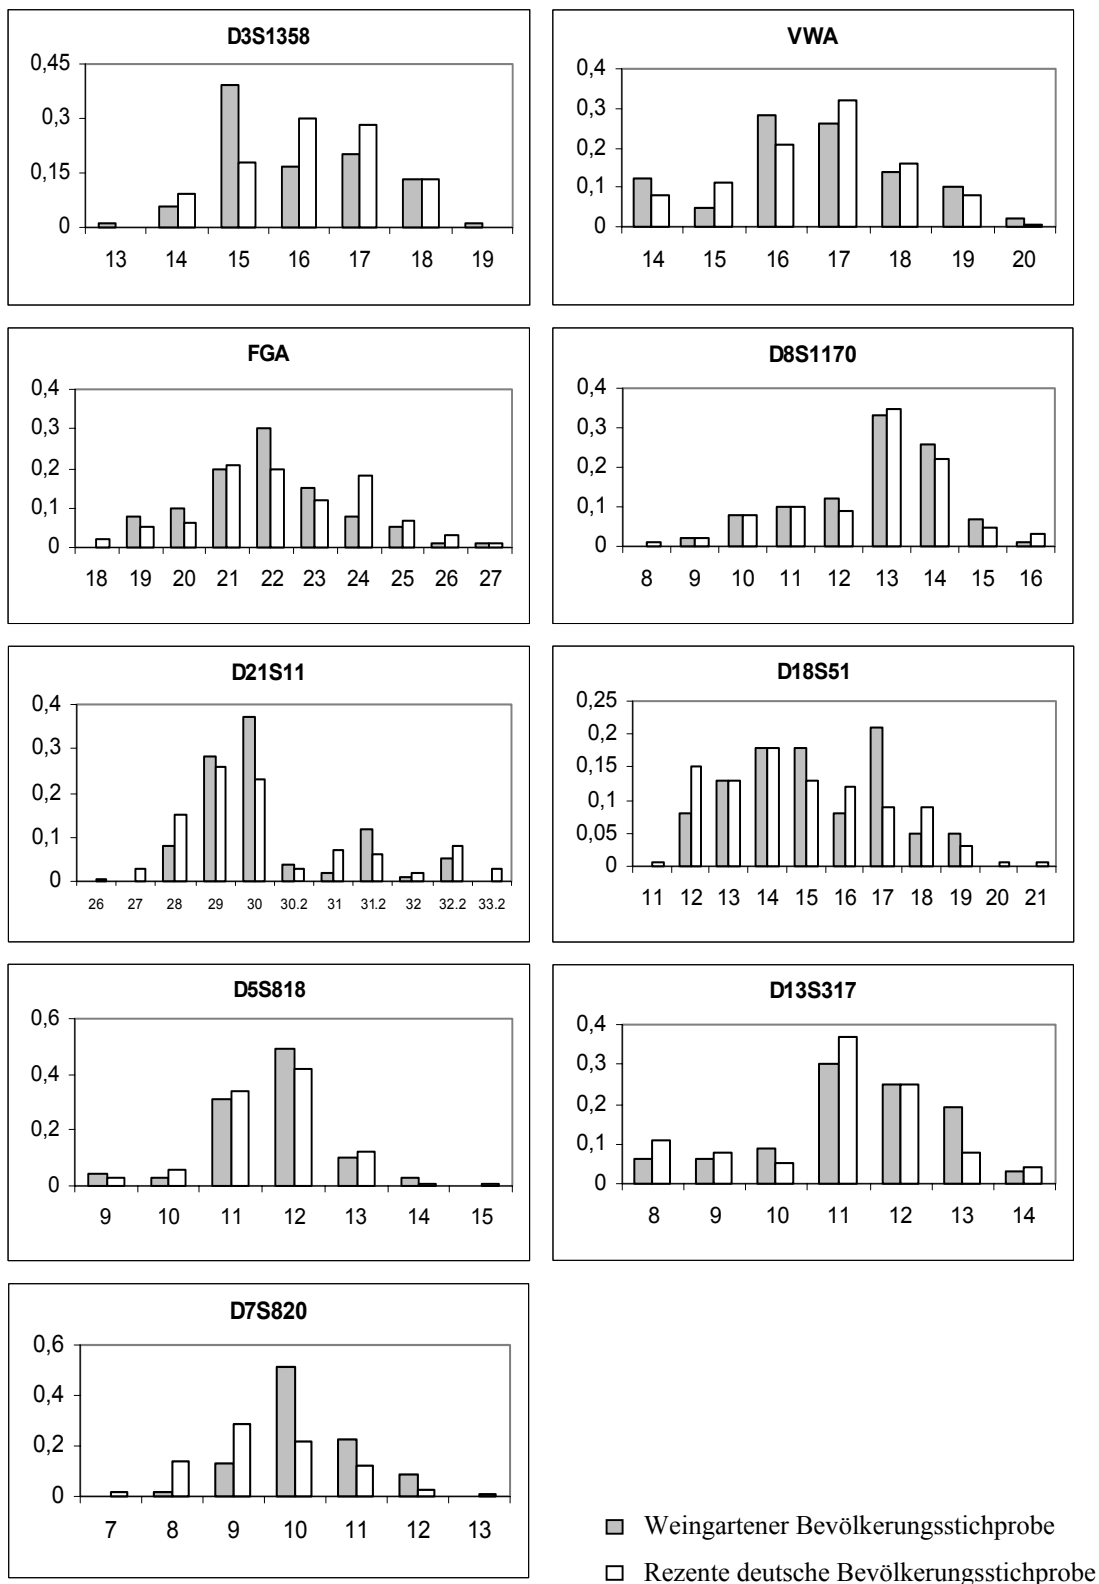 D3S1358
0,45
0,3
0,15
0
13 14 15 16 17 18 19
VWA
0,4
0,3
0,2
0,1
0
14 15 16 17 18 19 20
FGA
0,4
0,3
0,2
0,1
0
18 19 20 21 22 23 24 25 26 27
D8S1170
0,4
0,3
0,2
0,1
0
8 9 10 11 12 13 14 15 16
D21S11
0,4
0,3
0,2
0,1
0
26 27 28 29 30 30.2 31 31.2 32 32.2 33.2
D18S51
0,25
0,2
0,15
0,1
0,05
0
11 12 13 14 15 16 17 18 19 20 21
D5S818
0,6
0,4
0,2
0
9 10 11 12 13 14 15
D13S317
0,4
0,3
0,2
0,1
0
8 9 10 11 12 13 14
D7S820
0,6
0,4
0,2
0
7 8 9 10 11 12 13
Weingartener Bevölkerungsstichprobe
Rezente deutsche Bevölkerungsstichprobe